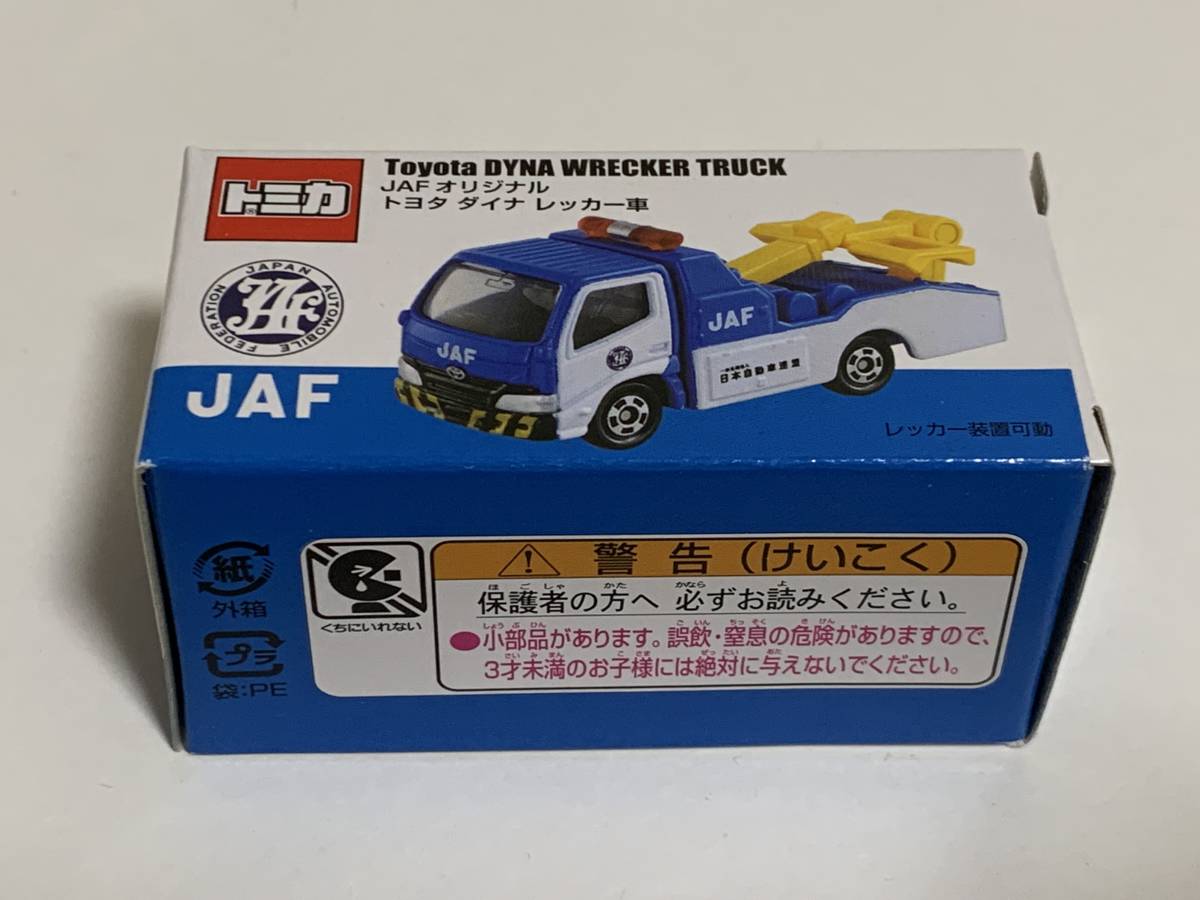 トミカ
Toyota DYNA WRECKER TRUCK
JAF オリジナル
トヨタ ダイナ レッカー車
JAPAN AUTOMOBILE FEDERATION
JAF
JAF
JAF
JAF
日本自動車連盟
レッカー装置可動
紙
外箱
プラ
袋:PE
くちにいれない
警告(けいこく)
保護者の方へ 必ずお読みください。
●小部品があります。誤飲・窒息の危険がありますので、
3才未満のお子様には絶対に与えないでください。